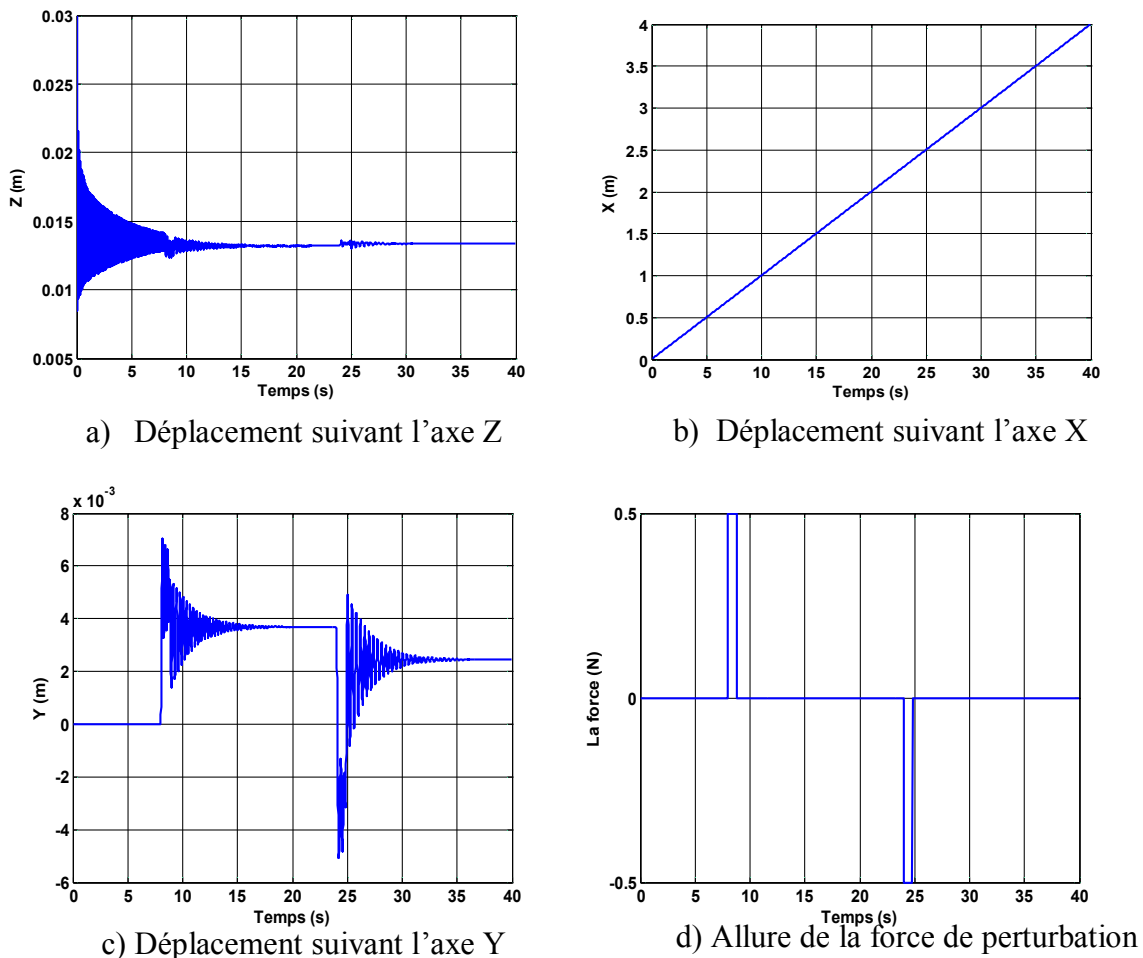 0.03
0.025
0.02
0.015
0.01
0.005
Z (m)
0 5 10 15 20 25 30 35 40
Temps (s)
a) Déplacement suivant l'axe Z
4
3.5
3
2.5
2
1.5
1
0.5
0
X (m)
0 5 10 15 20 25 30 35 40
Temps (s)
b) Déplacement suivant l'axe X
x 10-3
8
6
4
2
0
-2
-4
-6
Y (m)
0 5 10 15 20 25 30 35 40
Temps (s)
c) Déplacement suivant l'axe Y
0.5
0
-0.5
La force (N)
0 5 10 15 20 25 30 35 40
Temps (s)
d) Allure de la force de perturbation